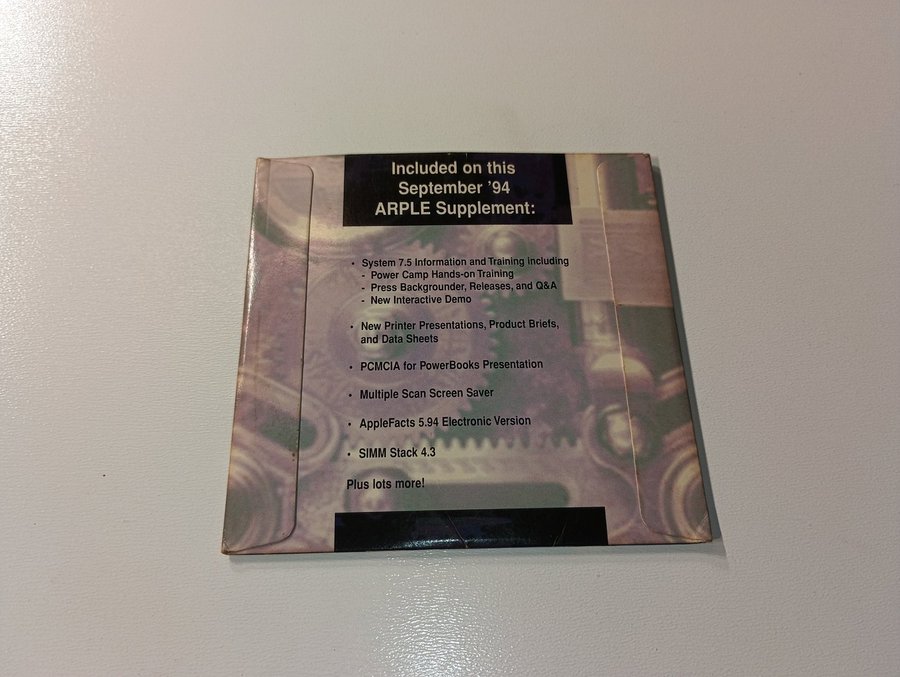 Included on this
September ’94
ARPLE Supplement:
• System 7.5 Information and Training including
- Power Camp Hands-on Training
- Press Backgrounder, Releases, and Q&A
- New Interactive Demo
• New Printer Presentations, Product Briefs,
and Data Sheets
• PCMCIA for PowerBooks Presentation
• Multiple Scan Screen Saver
• AppleFacts 5.94 Electronic Version
• SIMM Stack 4.3
Plus lots more!